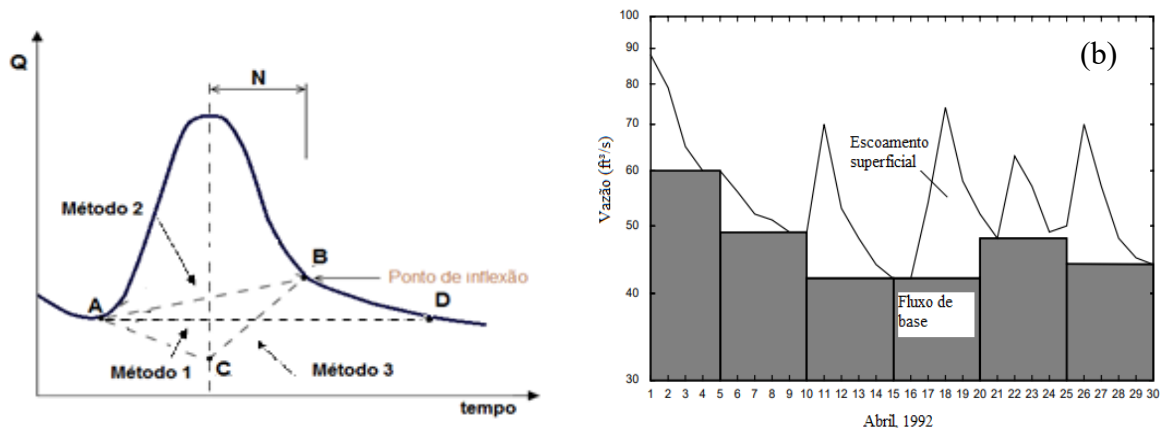 Q
N
Método 2
B
Ponto de inflexão
A
D
Método 1
C
Método 3
tempo
(b)
Vazão (ft³/s)
100
90
80
70
60
50
40
30
Escoamento
superficial
Fluxo de
base
1 2 3 4 5 6 7 8 9 10 11 12 13 14 15 16 17 18 19 20 21 22 23 24 25 26 27 28 29 30
Abril, 1992